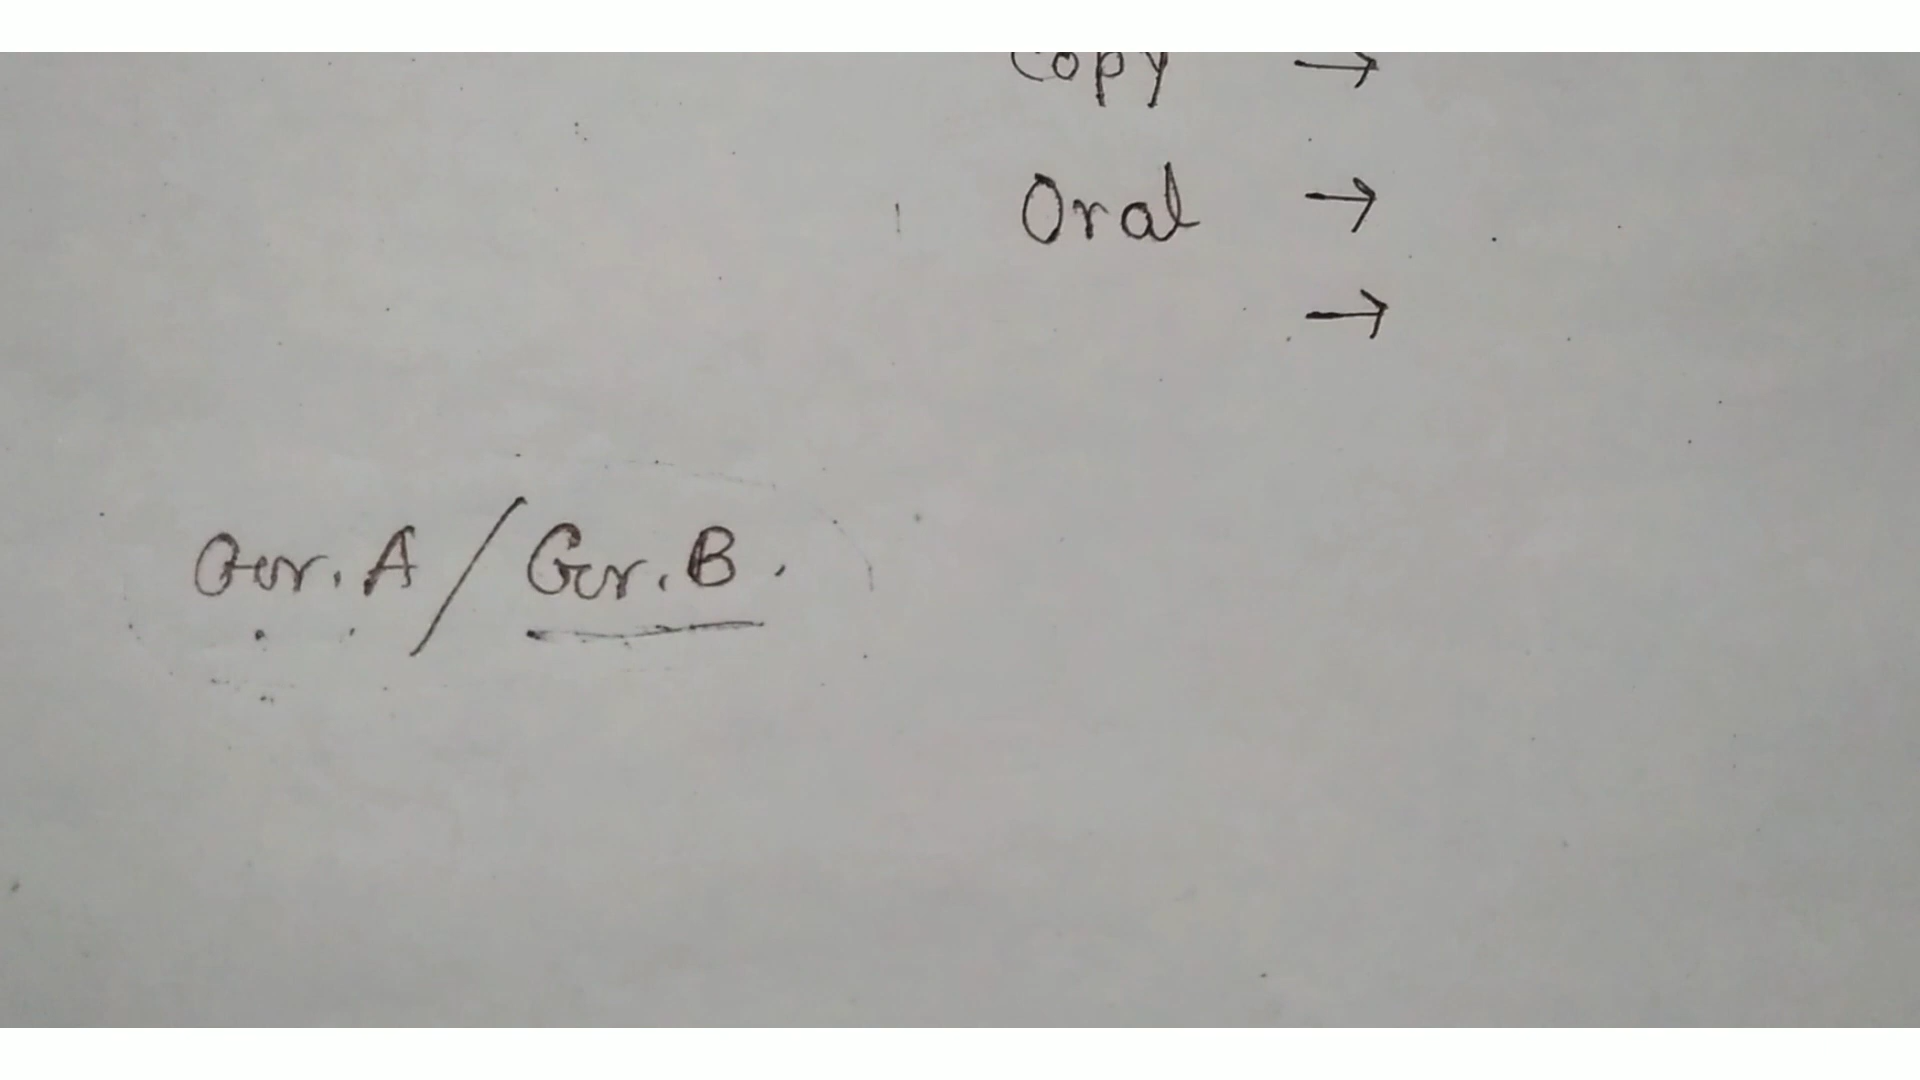 Copy →
Oral →
→
Gr. A / Gr. B.